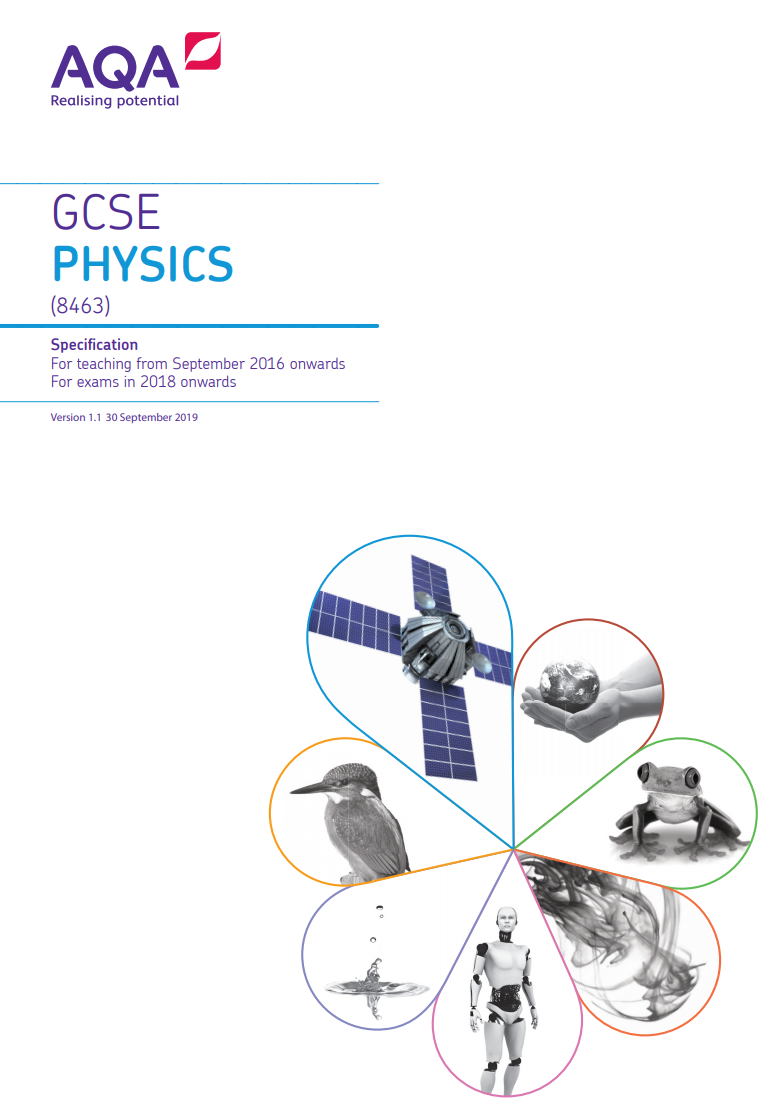 AQA
Realising potential
GCSE
PHYSICS
(8463)
Specification
For teaching from September 2016 onwards
For exams in 2018 onwards
Version 1.1 30 September 2019